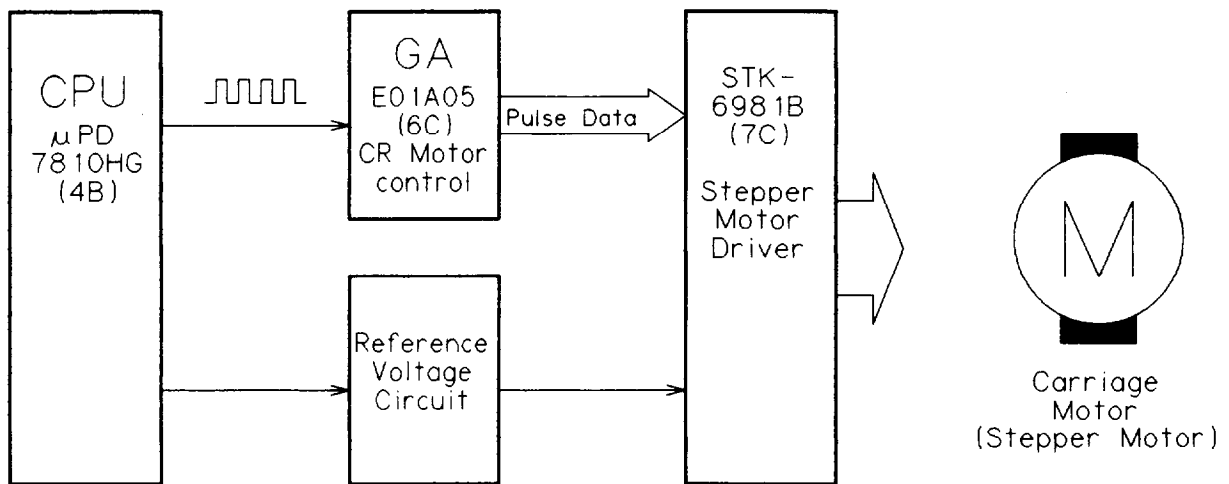 CPU
μPD
7810HG
(4B)
GA
E01A05
(6C)
CR Motor
control
Pulse Data
Reference
Voltage
Circuit
STK-
6981B
(7C)
Stepper
Motor
Driver
M
Carriage
Motor
(Stepper Motor)